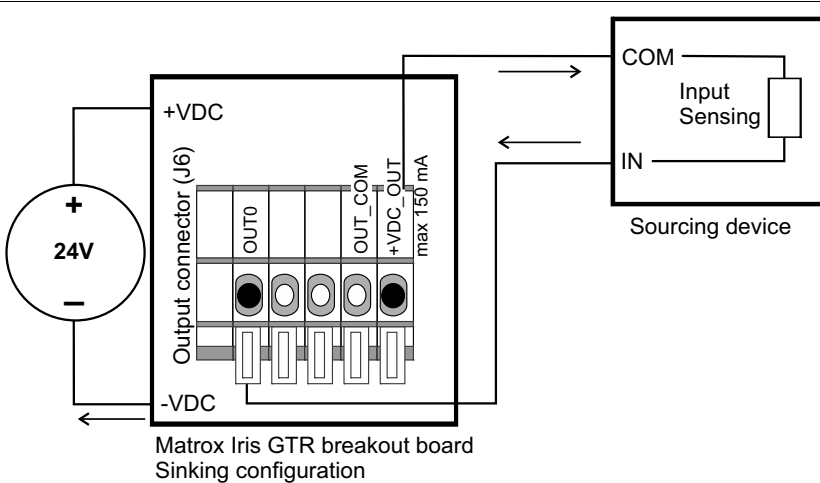 COM
Input
Sensing
IN
Sourcing device
+VDC
Output connector (J6)
OUT0
OUT_COM
+VDC_OUT
max 150 mA
+
24V
−
-VDC
Matrox Iris GTR breakout board
Sinking configuration